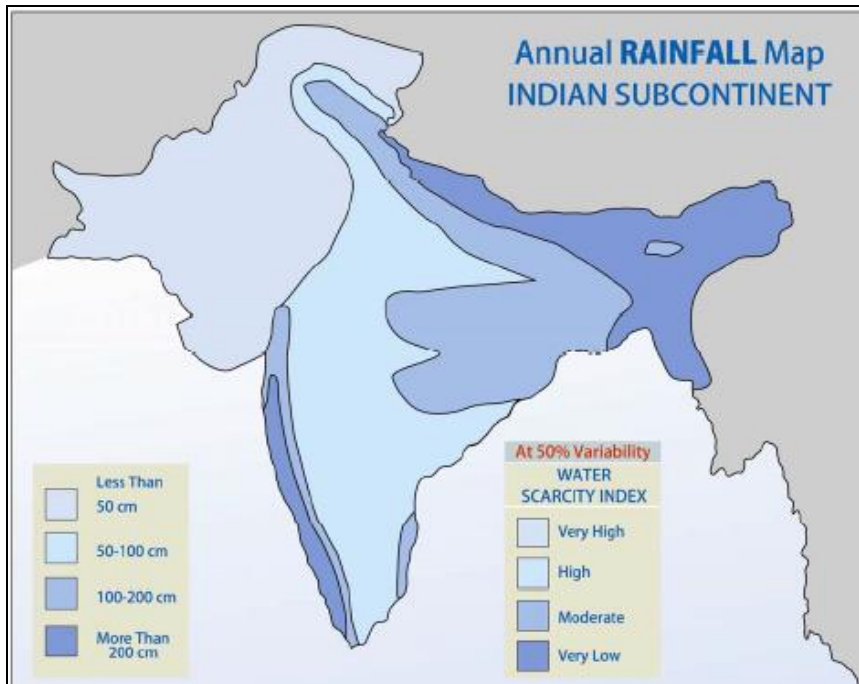 Annual RAINFALL Map
INDIAN SUBCONTINENT
Less Than
50 cm
50-100 cm
100-200 cm
More Than
200 cm
At 50% Variability
WATER
SCARCITY INDEX
Very High
High
Moderate
Very Low